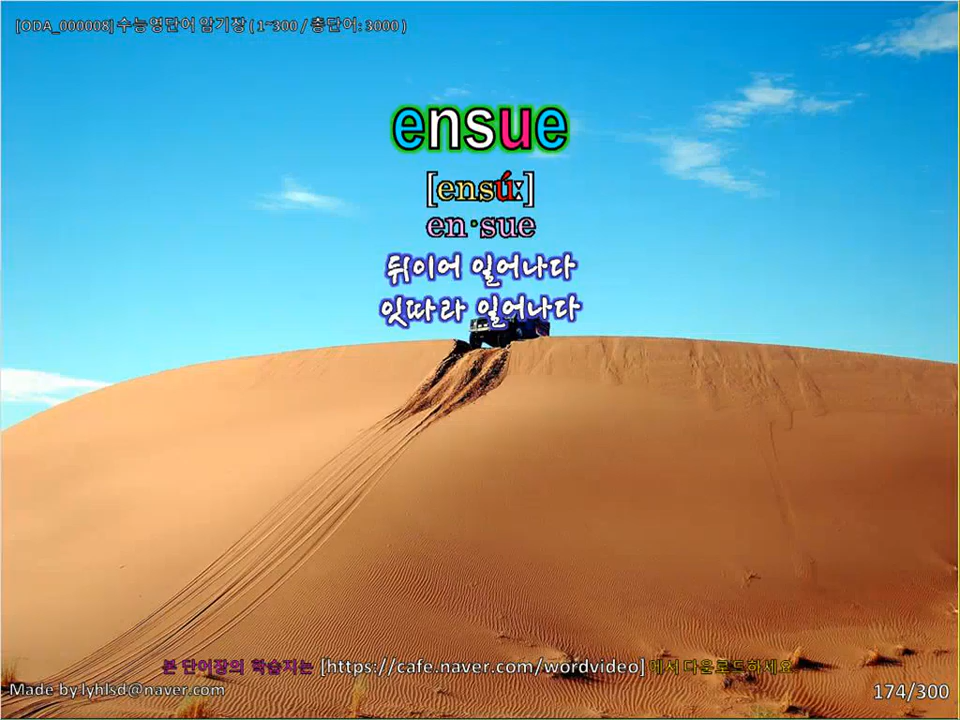 [ODA_000008] 수능영단어 암기장 ( 1~300 / 총단어: 3000 )
ensue
[ensúː]
en·sue
뒤이어 일어나다
잇따라 일어나다
본 단어장의 학습지는 [https://cafe.naver.com/wordvideo] 에서 다운로드하세요
Made by lyhlsd@naver.com
174/300